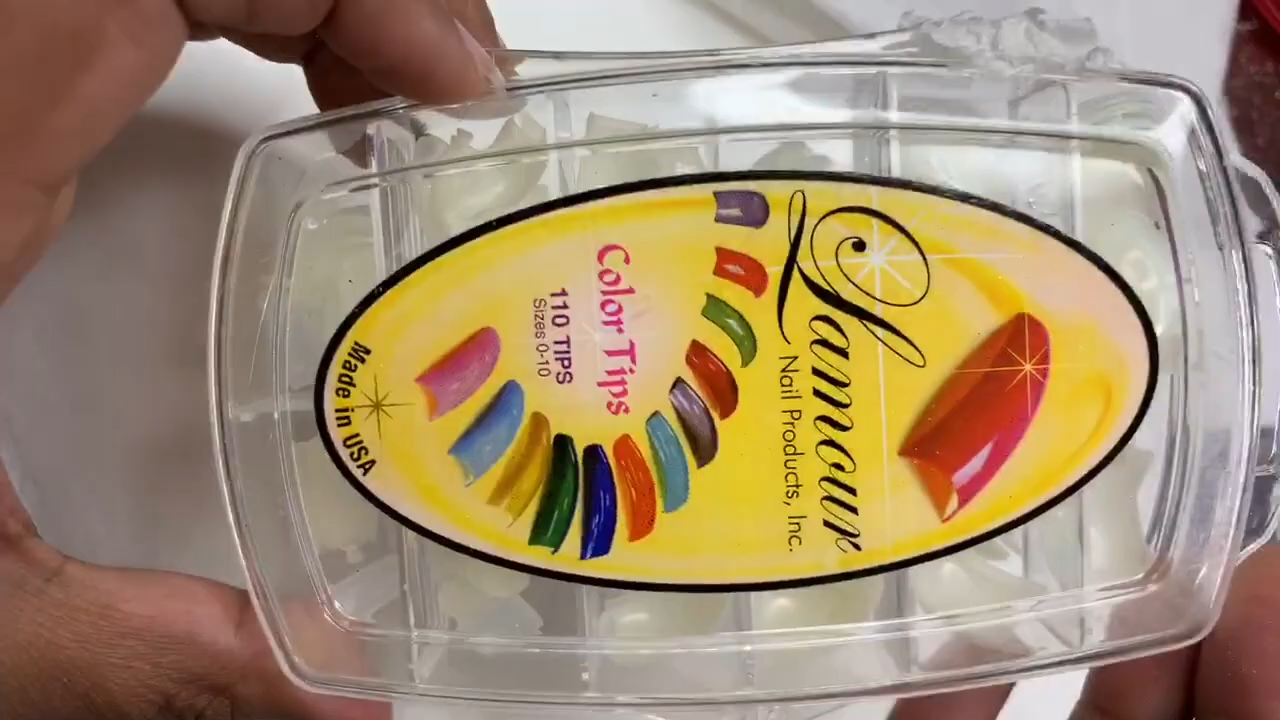 Lamour
Nail Products, Inc.
Color Tips
110 TIPS
Sizes 0-10
Made in USA